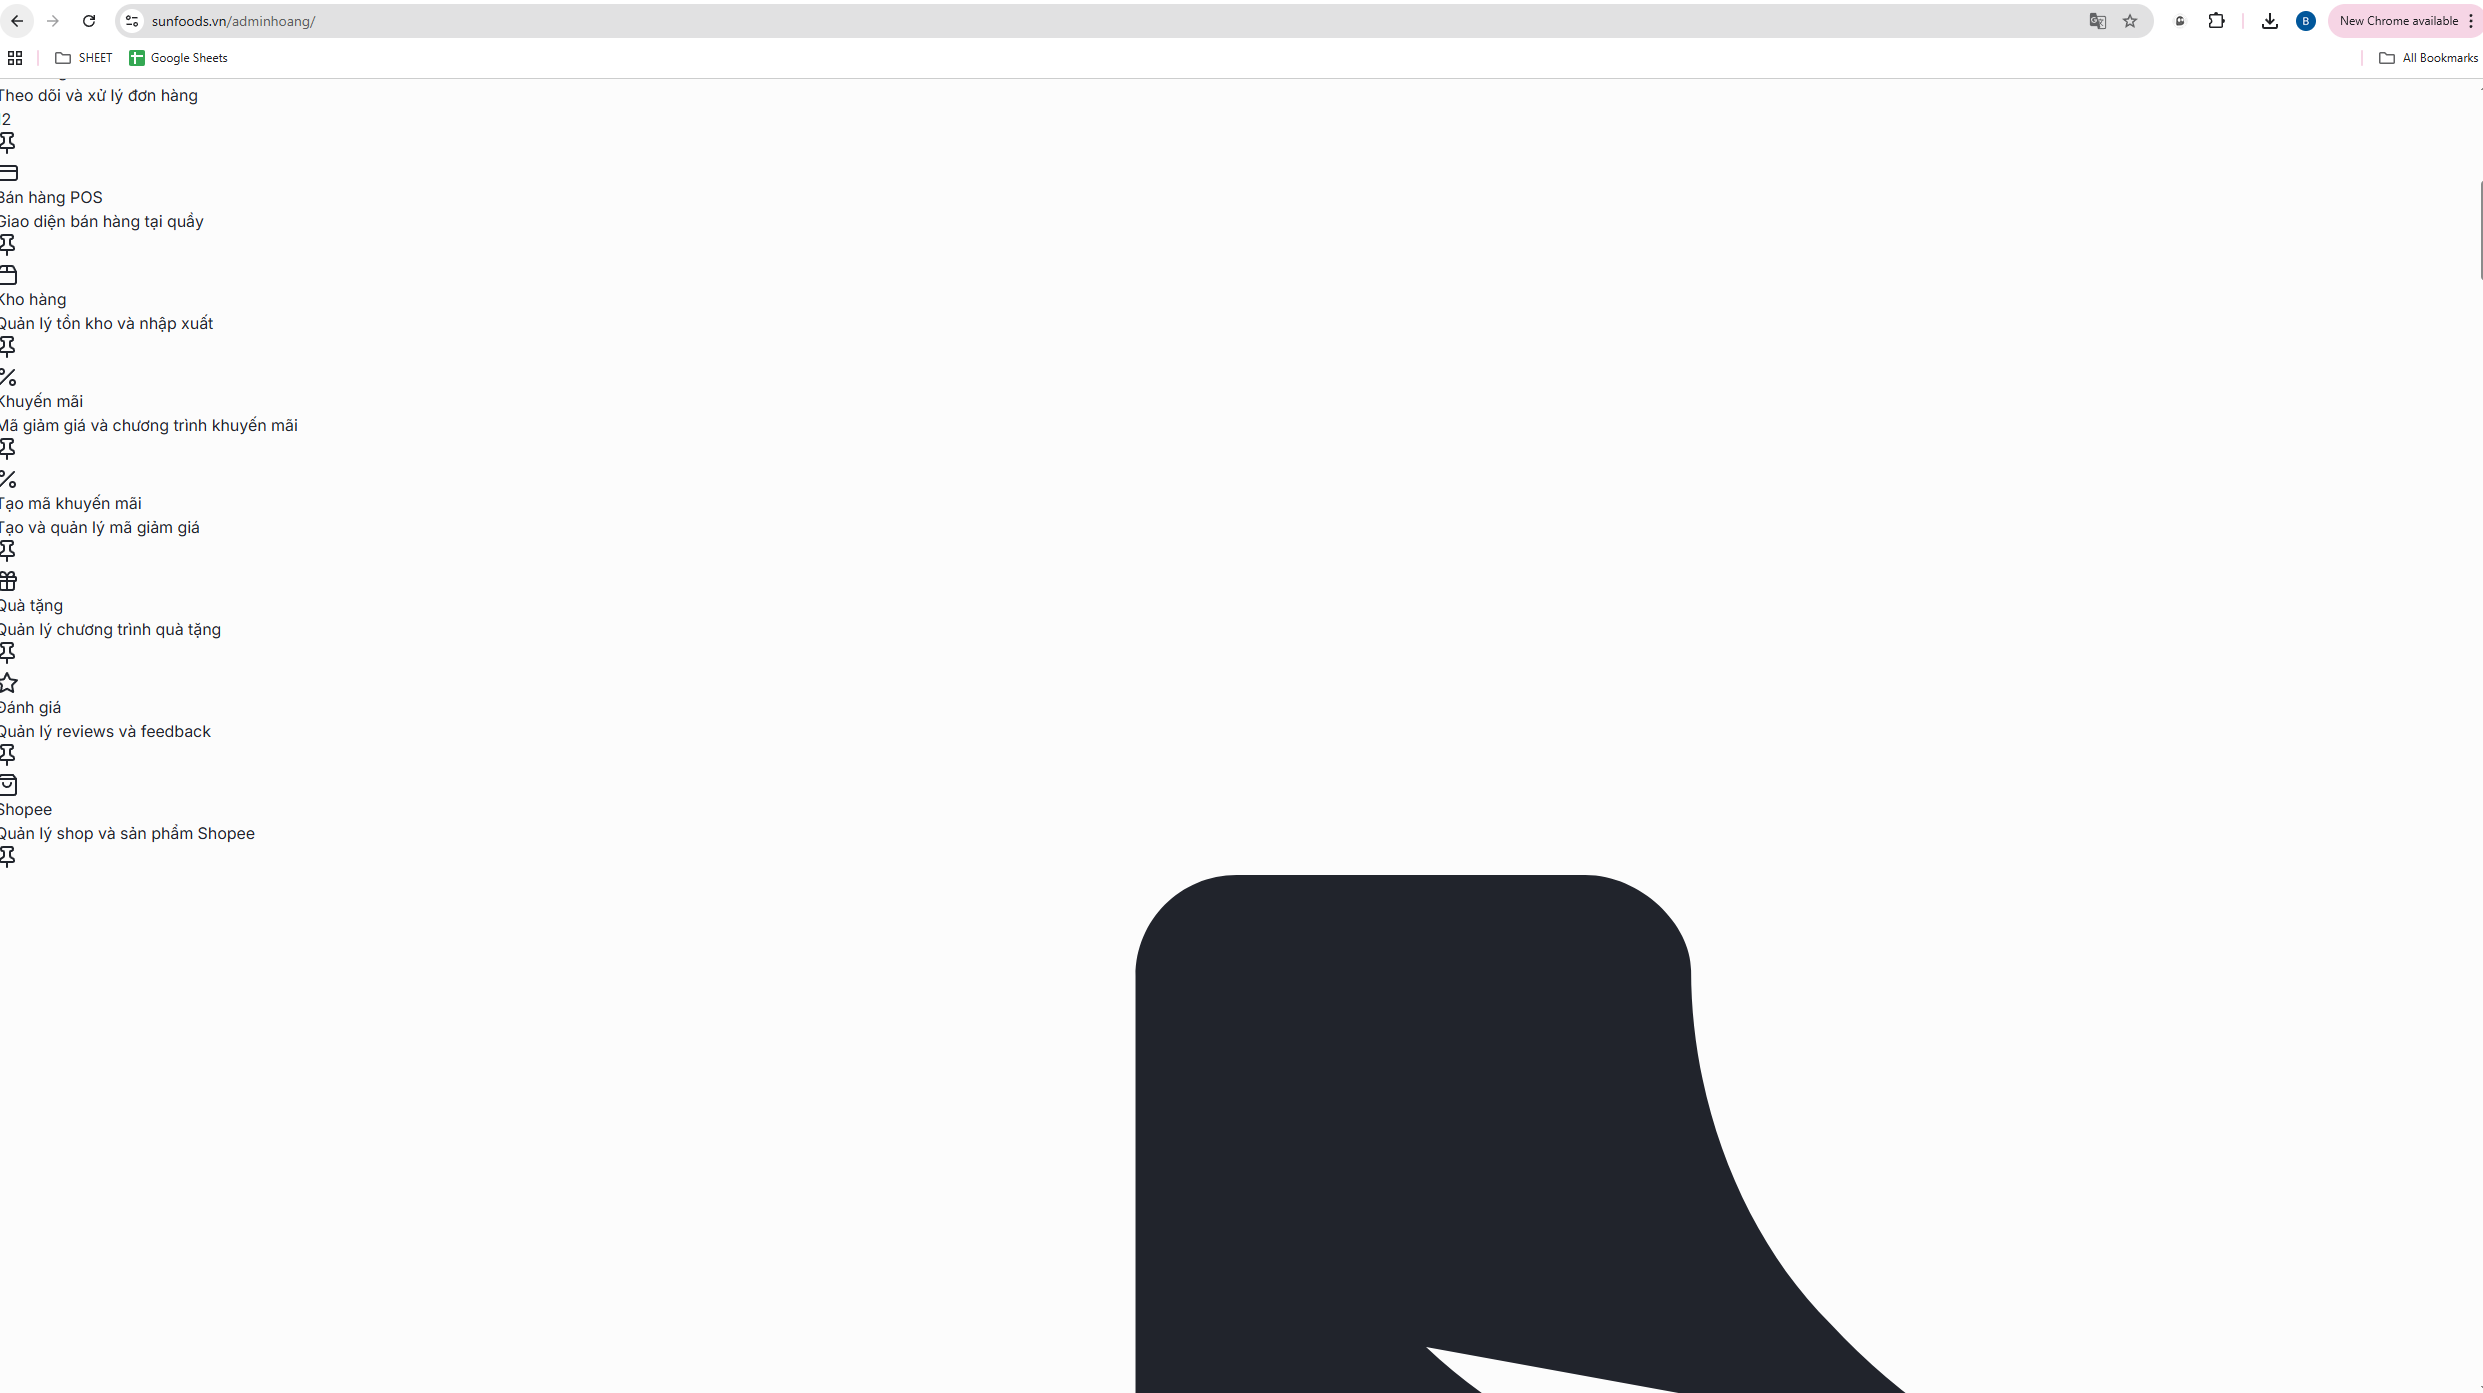 sunfoods.vn/adminhoang/
New Chrome available
SHEET
Google Sheets
All Bookmarks
Theo dõi và xử lý đơn hàng
12
Bán hàng POS
Giao diện bán hàng tại quầy
Kho hàng
Quản lý tồn kho và nhập xuất
Khuyến mãi
Mã giảm giá và chương trình khuyến mãi
Tạo mã khuyến mãi
Tạo và quản lý mã giảm giá
Quà tặng
Quản lý chương trình quà tặng
Đánh giá
Quản lý reviews và feedback
Shopee
Quản lý shop và sản phẩm Shopee